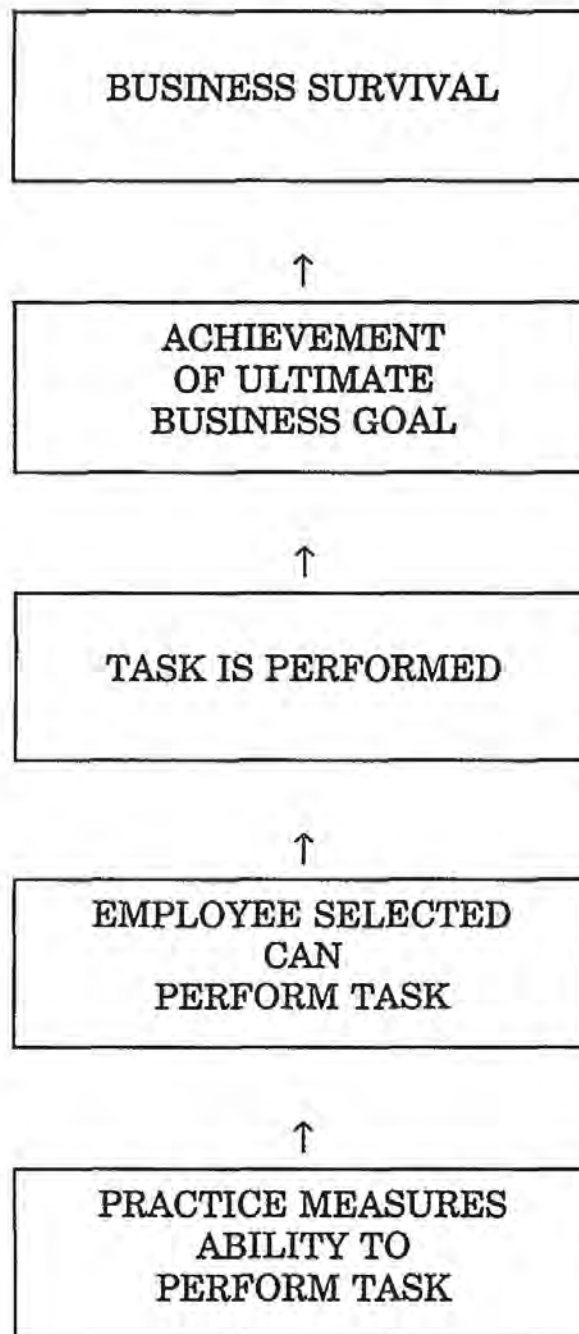 BUSINESS SURVIVAL
↑
ACHIEVEMENT
OF ULTIMATE
BUSINESS GOAL
↑
TASK IS PERFORMED
↑
EMPLOYEE SELECTED
CAN
PERFORM TASK
↑
PRACTICE MEASURES
ABILITY TO
PERFORM TASK